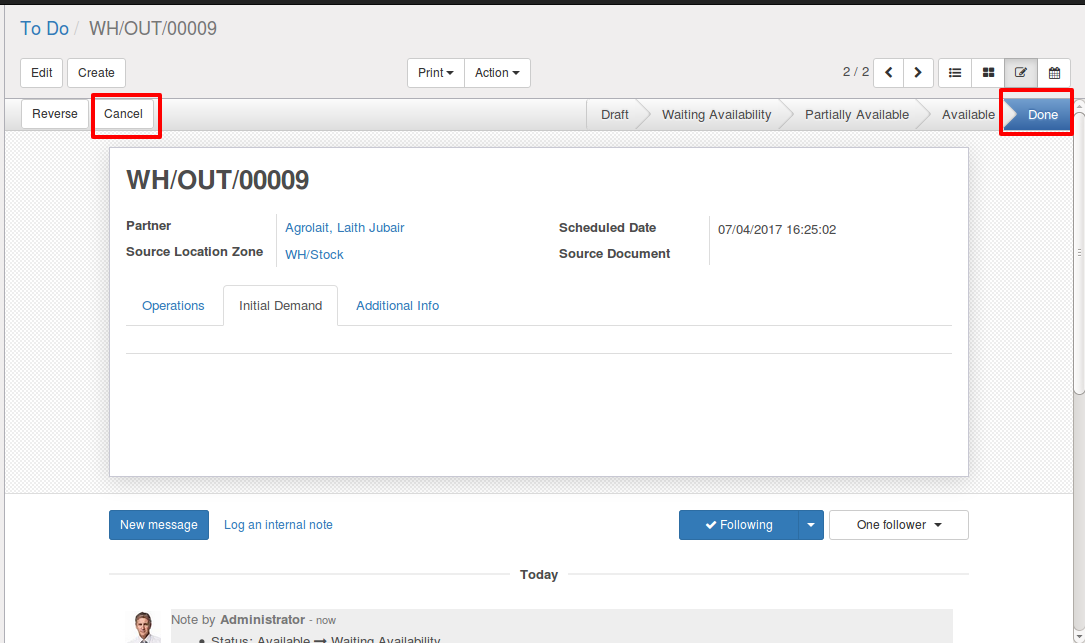 To Do / WH/OUT/00009
Edit Create Print Action 2 / 2
Reverse Cancel Draft Waiting Availability Partially Available Available Done
WH/OUT/00009
Partner Agrolait, Laith Jubair Scheduled Date 07/04/2017 16:25:02
Source Location Zone WH/Stock Source Document
Operations Initial Demand Additional Info
New message Log an internal note Following One follower
Today
Note by Administrator - now
• Status: Available → Waiting Availability